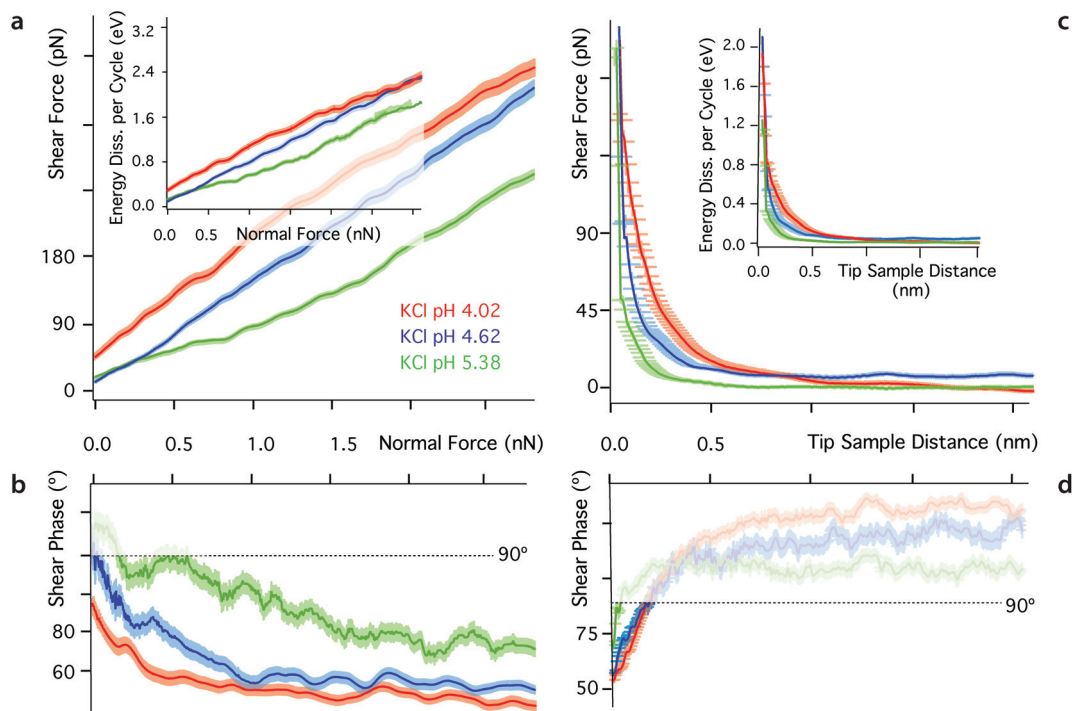 a
Shear Force (pN)
180
90
0
Energy Diss. per Cycle (eV)
3.2
2.4
1.6
0.8
0.0
0.0 0.5
Normal Force (nN)
KCl pH 4.02
KCl pH 4.62
KCl pH 5.38
0.0 0.5 1.0 1.5 Normal Force (nN)
c
Shear Force (pN)
90
45
0
Energy Diss. per Cycle (eV)
2.0
1.6
1.2
0.8
0.4
0.0
0.0 0.5
Tip Sample Distance
(nm)
0.0 0.5 Tip Sample Distance (nm)
b
Shear Phase (°)
80
60
90º
d
Shear Phase (°)
75
50
90º